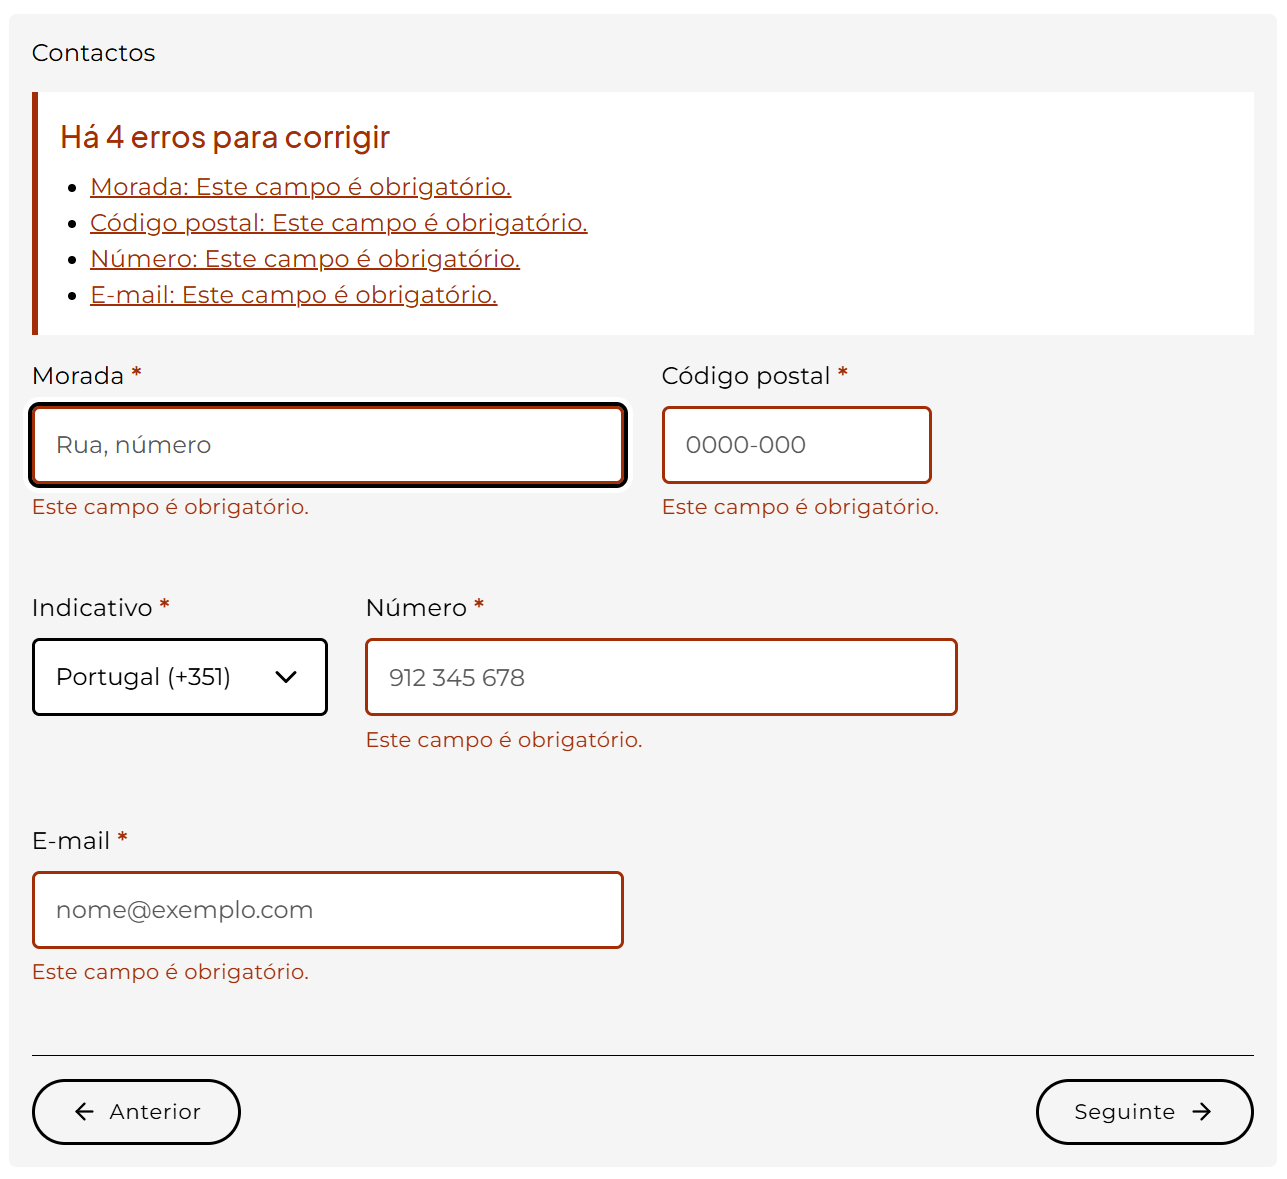 Contactos
Há 4 erros para corrigir
Morada: Este campo é obrigatório.
Código postal: Este campo é obrigatório.
Número: Este campo é obrigatório.
E-mail: Este campo é obrigatório.
Morada *
Código postal *
Rua, número
0000-000
Este campo é obrigatório.
Este campo é obrigatório.
Indicativo *
Número *
Portugal (+351)
912 345 678
Este campo é obrigatório.
E-mail *
nome@exemplo.com
Este campo é obrigatório.
Anterior
Seguinte